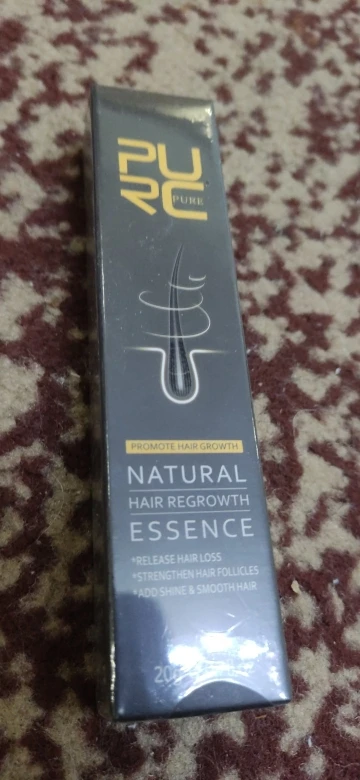 PURC
PURE
PROMOTE HAIR GROWTH
NATURAL
HAIR REGROWTH
ESSENCE
*RELEASE HAIR LOSS
*STRENGTHEN HAIR FOLLICLES
*ADD SHINE & SMOOTH HAIR